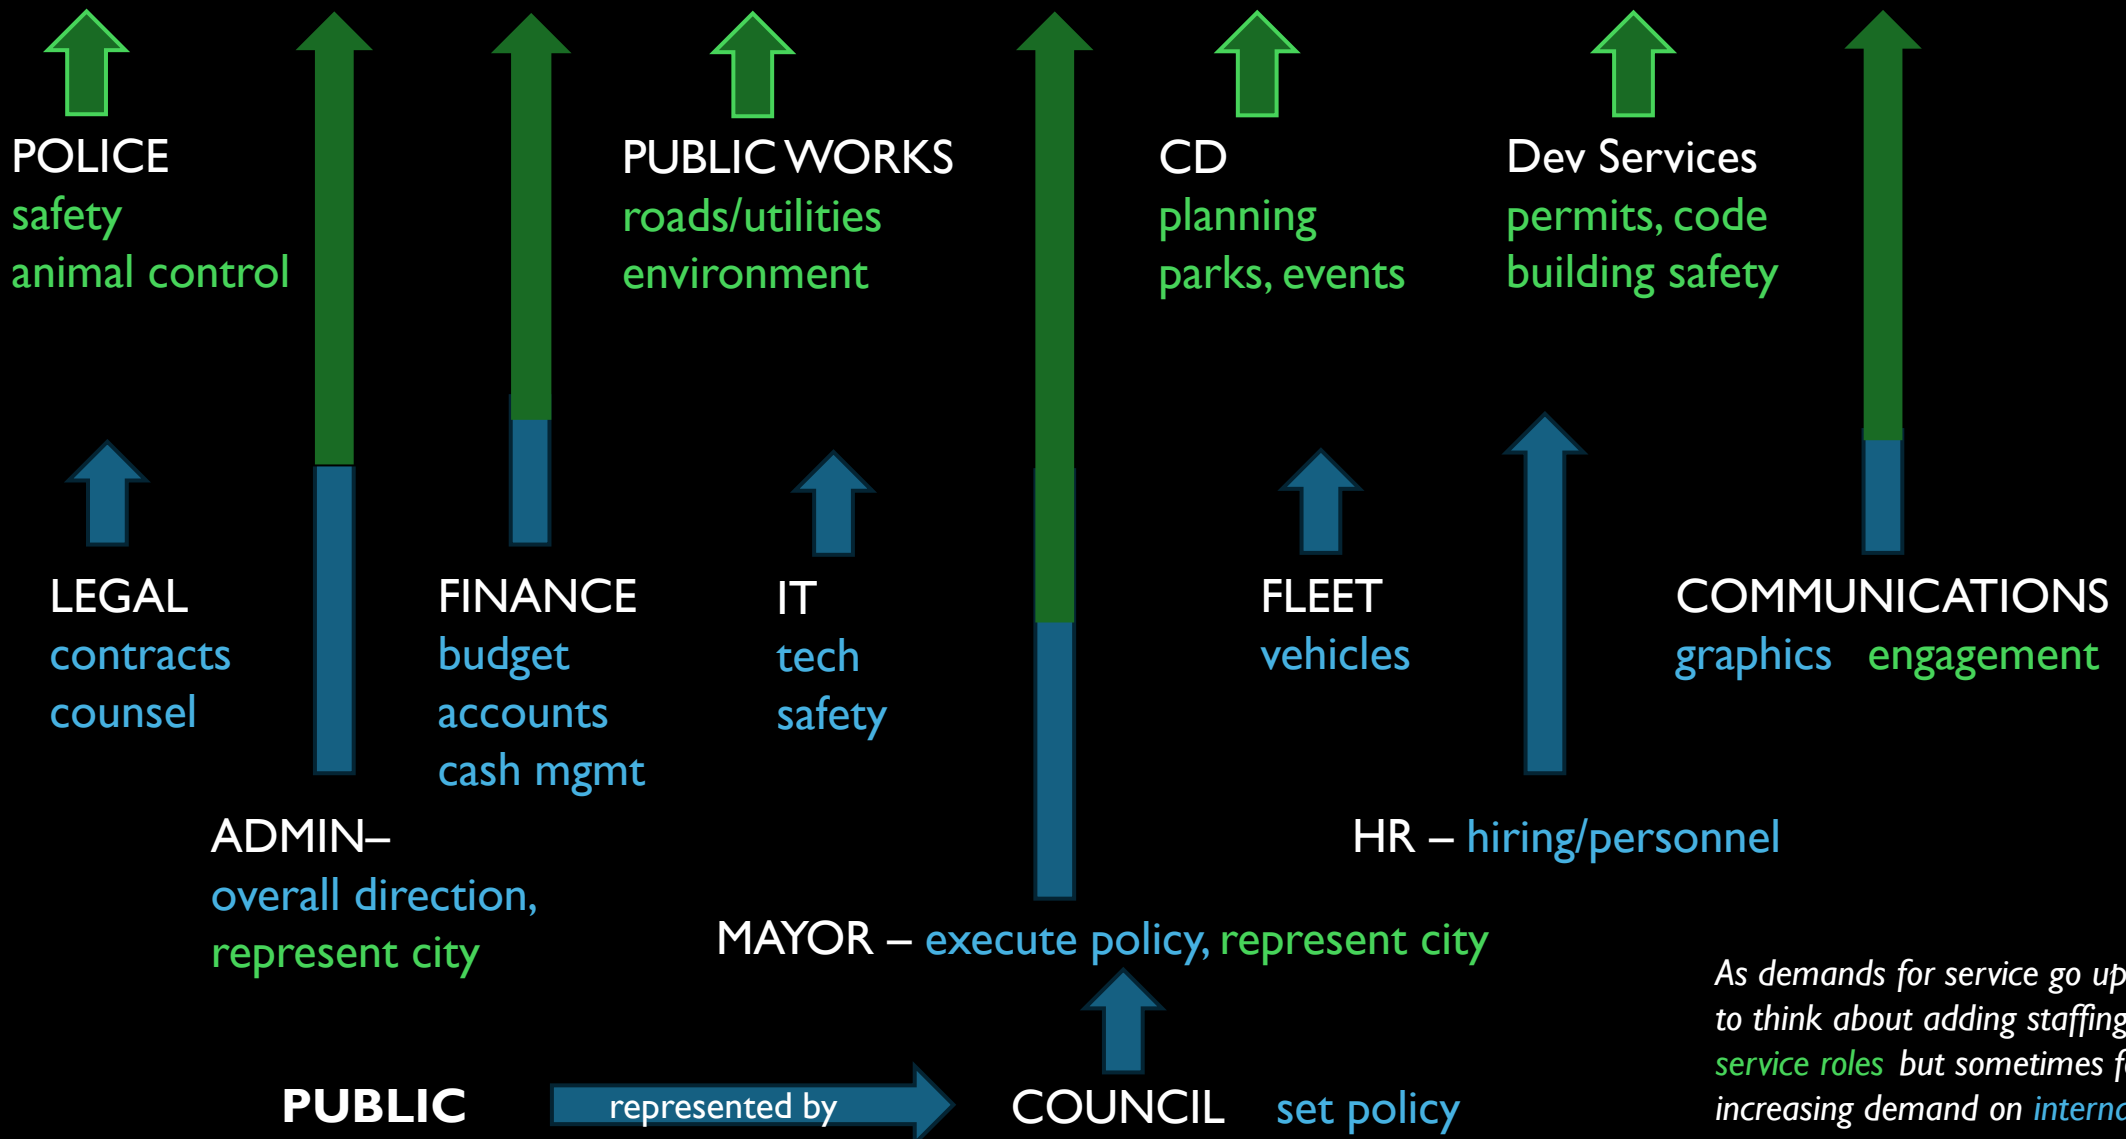 POLICE
safety
animal control
PUBLIC WORKS
roads/utilities
environment
CD
planning
parks, events
Dev Services
permits, code
building safety
LEGAL
contracts
counsel
FINANCE
budget
accounts
cash mgmt
IT
tech
safety
FLEET
vehicles
COMMUNICATIONS
graphics engagement
ADMIN–
overall direction,
represent city
HR – hiring/personnel
MAYOR – execute policy, represent city
PUBLIC represented by COUNCIL set policy
As demands for service go up
to think about adding staffing
service roles but sometimes
increasing demand on